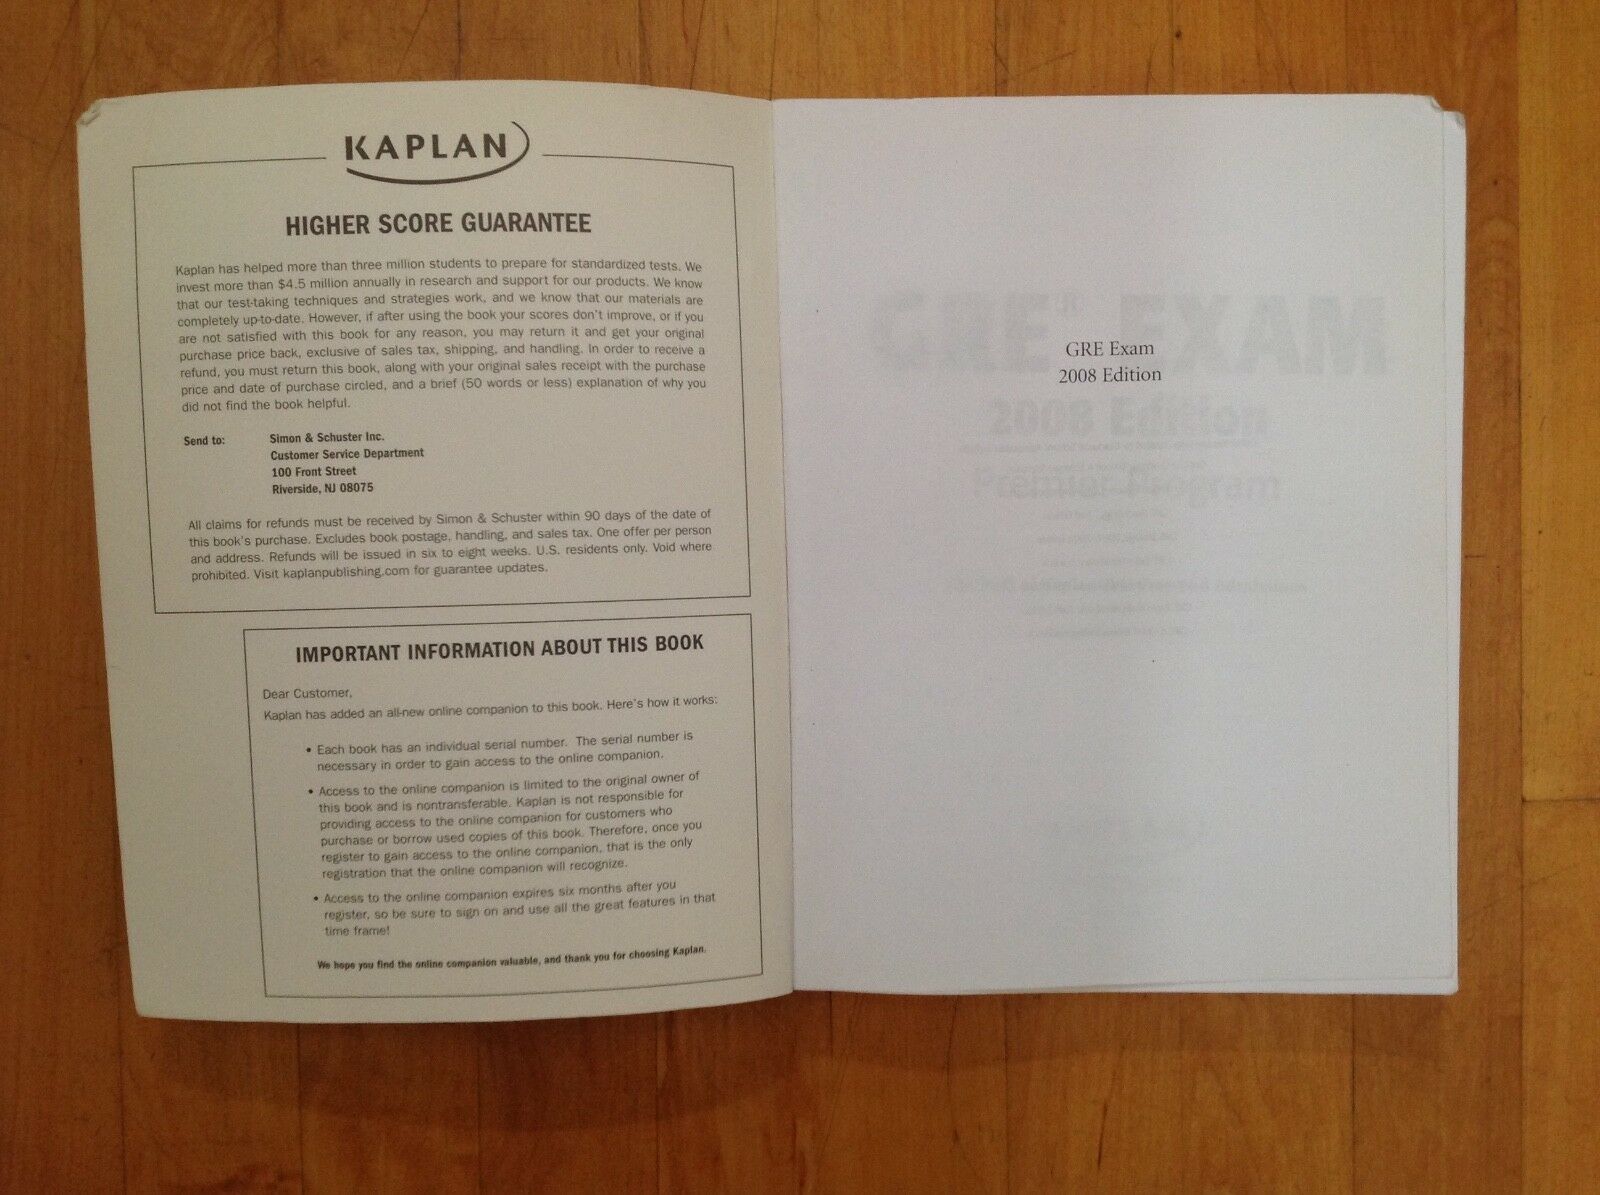 KAPLAN
HIGHER SCORE GUARANTEE
Kaplan has helped more than three million students to prepare for standardized tests. We
invest more than $4.5 million annually in research and support for our products. We know
that our test-taking techniques and strategies work, and we know that our materials are
completely up-to-date. However, if after using the book your scores don't improve, or if you
are not satisfied with this book for any reason, you may return it and get your original
purchase price back, exclusive of sales tax, shipping, and handling. In order to receive a
refund, you must return this book, along with your original sales receipt with the purchase
price and date of purchase circled, and a brief (50 words or less) explanation of why you
did not find the book helpful.
Send to: Simon & Schuster Inc.
Customer Service Department
100 Front Street
Riverside, NJ 08075
All claims for refunds must be received by Simon & Schuster within 90 days of the date of
this book's purchase. Excludes book postage, handling, and sales tax. One offer per person
and address. Refunds will be issued in six to eight weeks. U.S. residents only. Void where
prohibited. Visit kaplanpublishing.com for guarantee updates.
IMPORTANT INFORMATION ABOUT THIS BOOK
Dear Customer,
Kaplan has added an all-new online companion to this book. Here's how it works:
• Each book has an individual serial number. The serial number is
necessary in order to gain access to the online companion.
• Access to the online companion is limited to the original owner of
this book and is nontransferable. Kaplan is not responsible for
providing access to the online companion for customers who
purchase or borrow used copies of this book. Therefore, once you
register to gain access to the online companion, that is the only
registration that the online companion will recognize.
• Access to the online companion expires six months after you
register, so be sure to sign on and use all the great features in that
time frame!
We hope you find the online companion valuable, and thank you for choosing Kaplan.
GRE Exam
2008 Edition